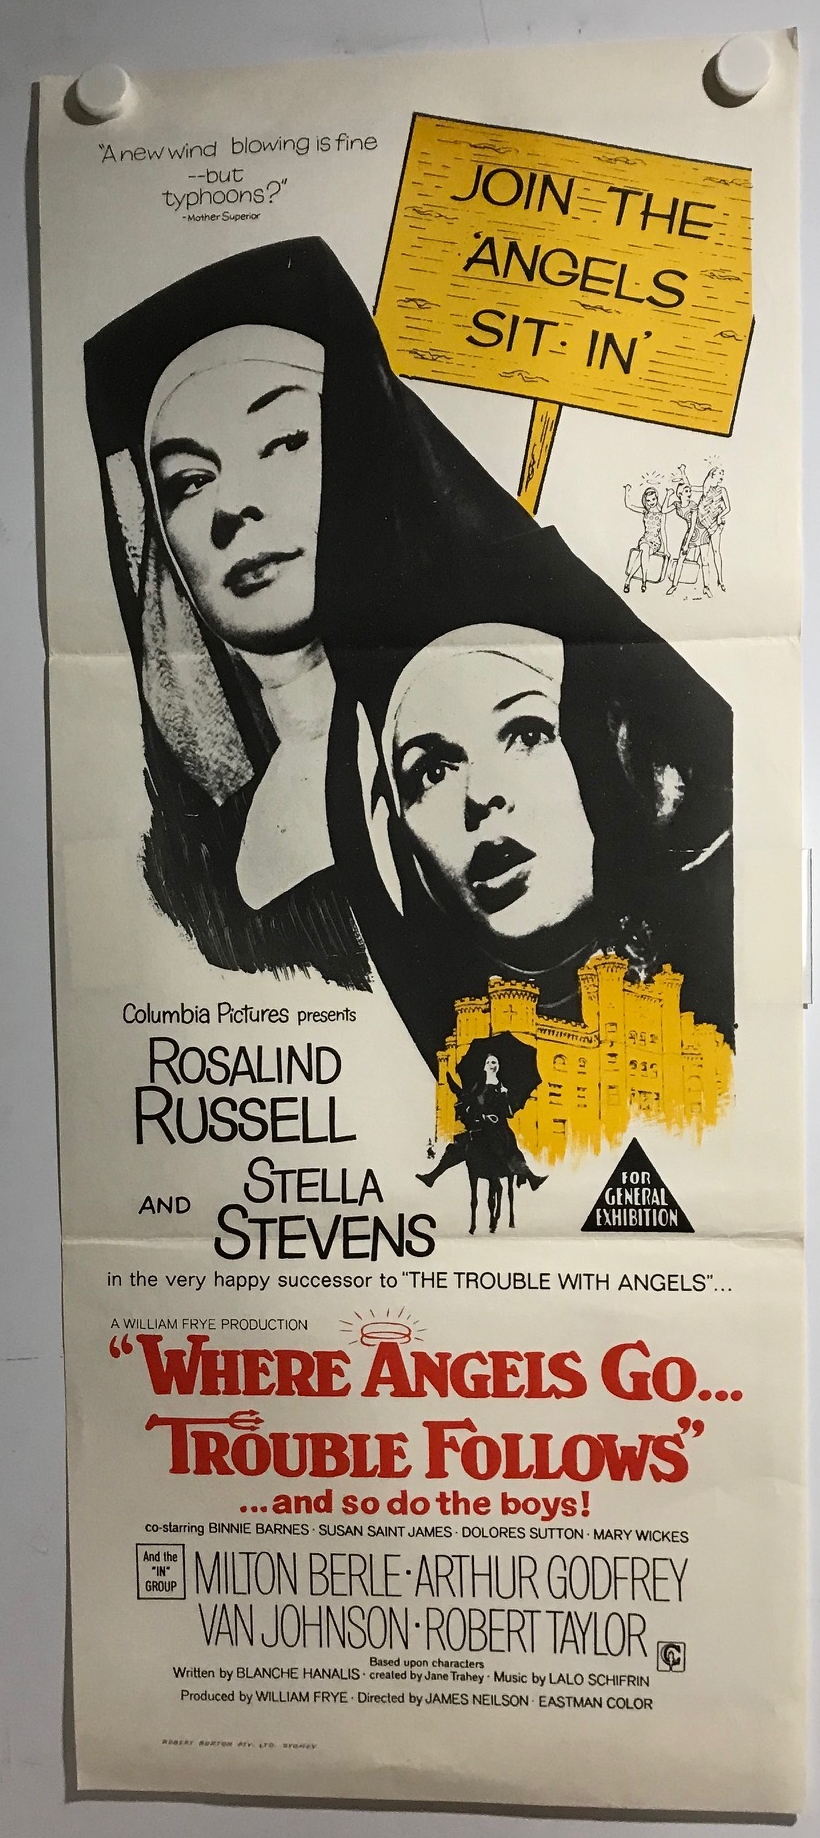 "A new wind blowing is fine
--but
typhoons?"
-Mother Superior
JOIN THE
'ANGELS
SIT·IN'
Columbia Pictures presents
ROSALIND
RUSSELL
AND STELLA
STEVENS
FOR
GENERAL
EXHIBITION
in the very happy successor to "THE TROUBLE WITH ANGELS"...
A WILLIAM FRYE PRODUCTION
"WHERE ANGELS GO...
TROUBLE FOLLOWS"
...and so do the boys!
co-starring BINNIE BARNES · SUSAN SAINT JAMES · DOLORES SUTTON · MARY WICKES
And the
"IN"
GROUP
MILTON BERLE · ARTHUR GODFREY
VAN JOHNSON · ROBERT TAYLOR
Written by BLANCHE HANALIS · Based upon characters created by Jane Trahey · Music by LALO SCHIFRIN
Produced by WILLIAM FRYE · Directed by JAMES NEILSON · EASTMAN COLOR
ROBERT BURTON PTY. LTD. SYDNEY